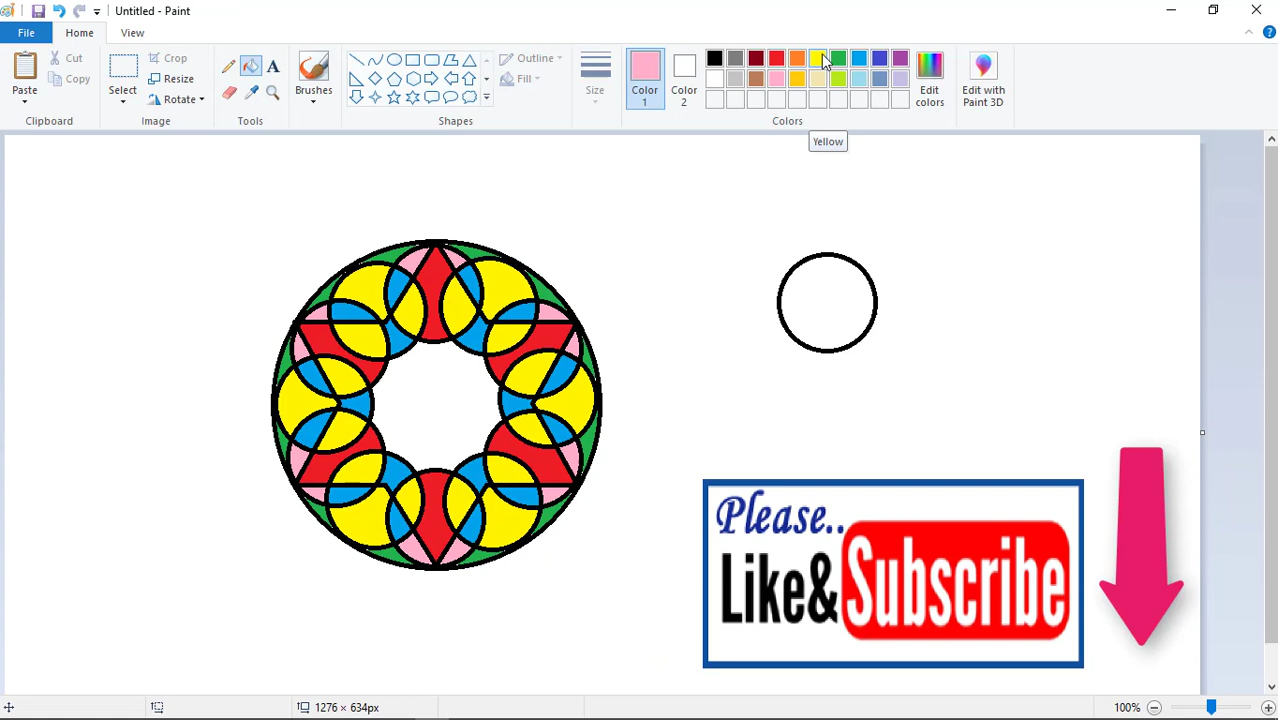 Untitled - Paint
File
Home
View
Paste
Cut
Copy
Clipboard
Select
Crop
Resize
Rotate
Image
A
Tools
Brushes
Outline
Fill
Shapes
Size
Color
1
Color
2
Edit
colors
Colors
Edit with
Paint 3D
Yellow
Please..
Like&
Subscribe
1276 × 634px
100%